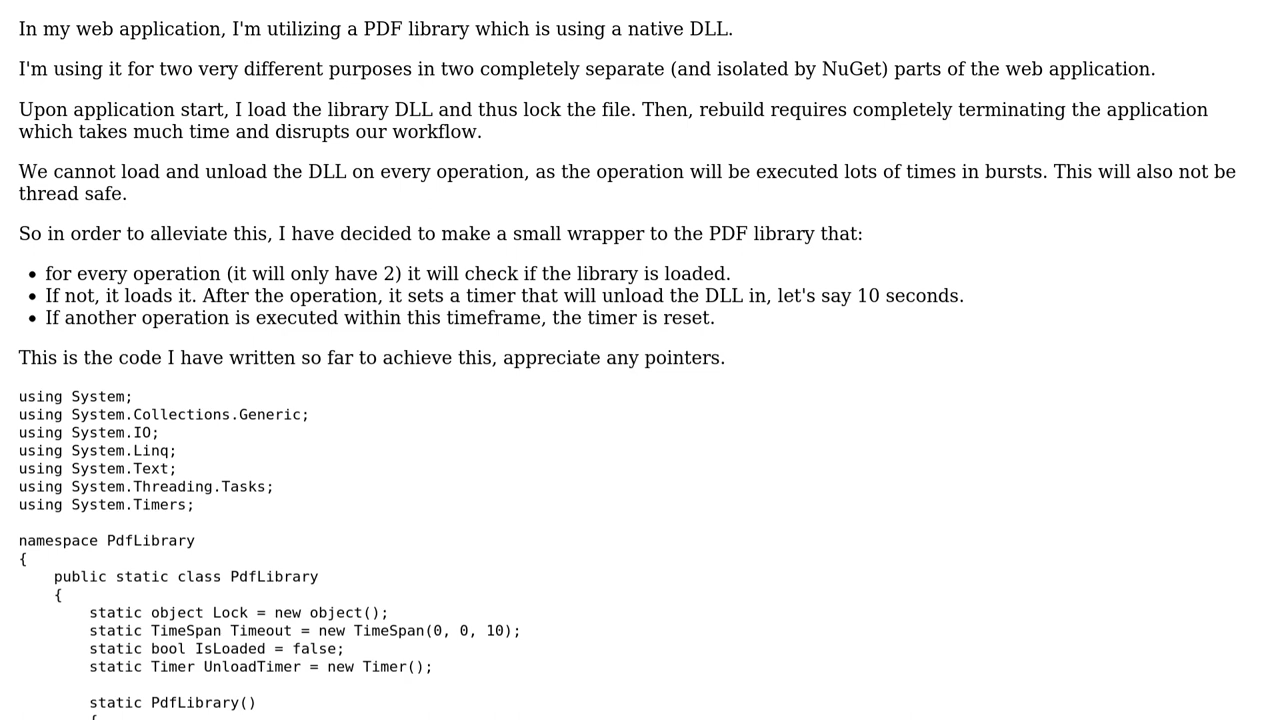 In my web application, I'm utilizing a PDF library which is using a native DLL.
I'm using it for two very different purposes in two completely separate (and isolated by NuGet) parts of the web application.
Upon application start, I load the library DLL and thus lock the file. Then, rebuild requires completely terminating the application
which takes much time and disrupts our workflow.
We cannot load and unload the DLL on every operation, as the operation will be executed lots of times in bursts. This will also not be
thread safe.
So in order to alleviate this, I have decided to make a small wrapper to the PDF library that:
• for every operation (it will only have 2) it will check if the library is loaded.
• If not, it loads it. After the operation, it sets a timer that will unload the DLL in, let's say 10 seconds.
• If another operation is executed within this timeframe, the timer is reset.
This is the code I have written so far to achieve this, appreciate any pointers.
using System;
using System.Collections.Generic;
using System.IO;
using System.Linq;
using System.Text;
using System.Threading.Tasks;
using System.Timers;
namespace PdfLibrary
{
    public static class PdfLibrary
    {
        static object Lock = new object();
        static TimeSpan Timeout = new TimeSpan(0, 0, 10);
        static bool IsLoaded = false;
        static Timer UnloadTimer = new Timer();
        static PdfLibrary()
        {